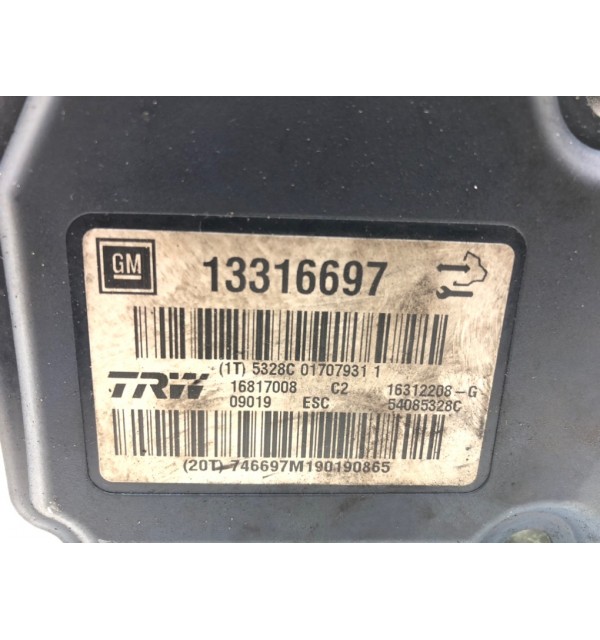 GM 13316697
(1T) 5328C 01707931 1
TRW 16817008 C2 16312208-G
09019 ESC 54085328C
(20T) 746697M190190865